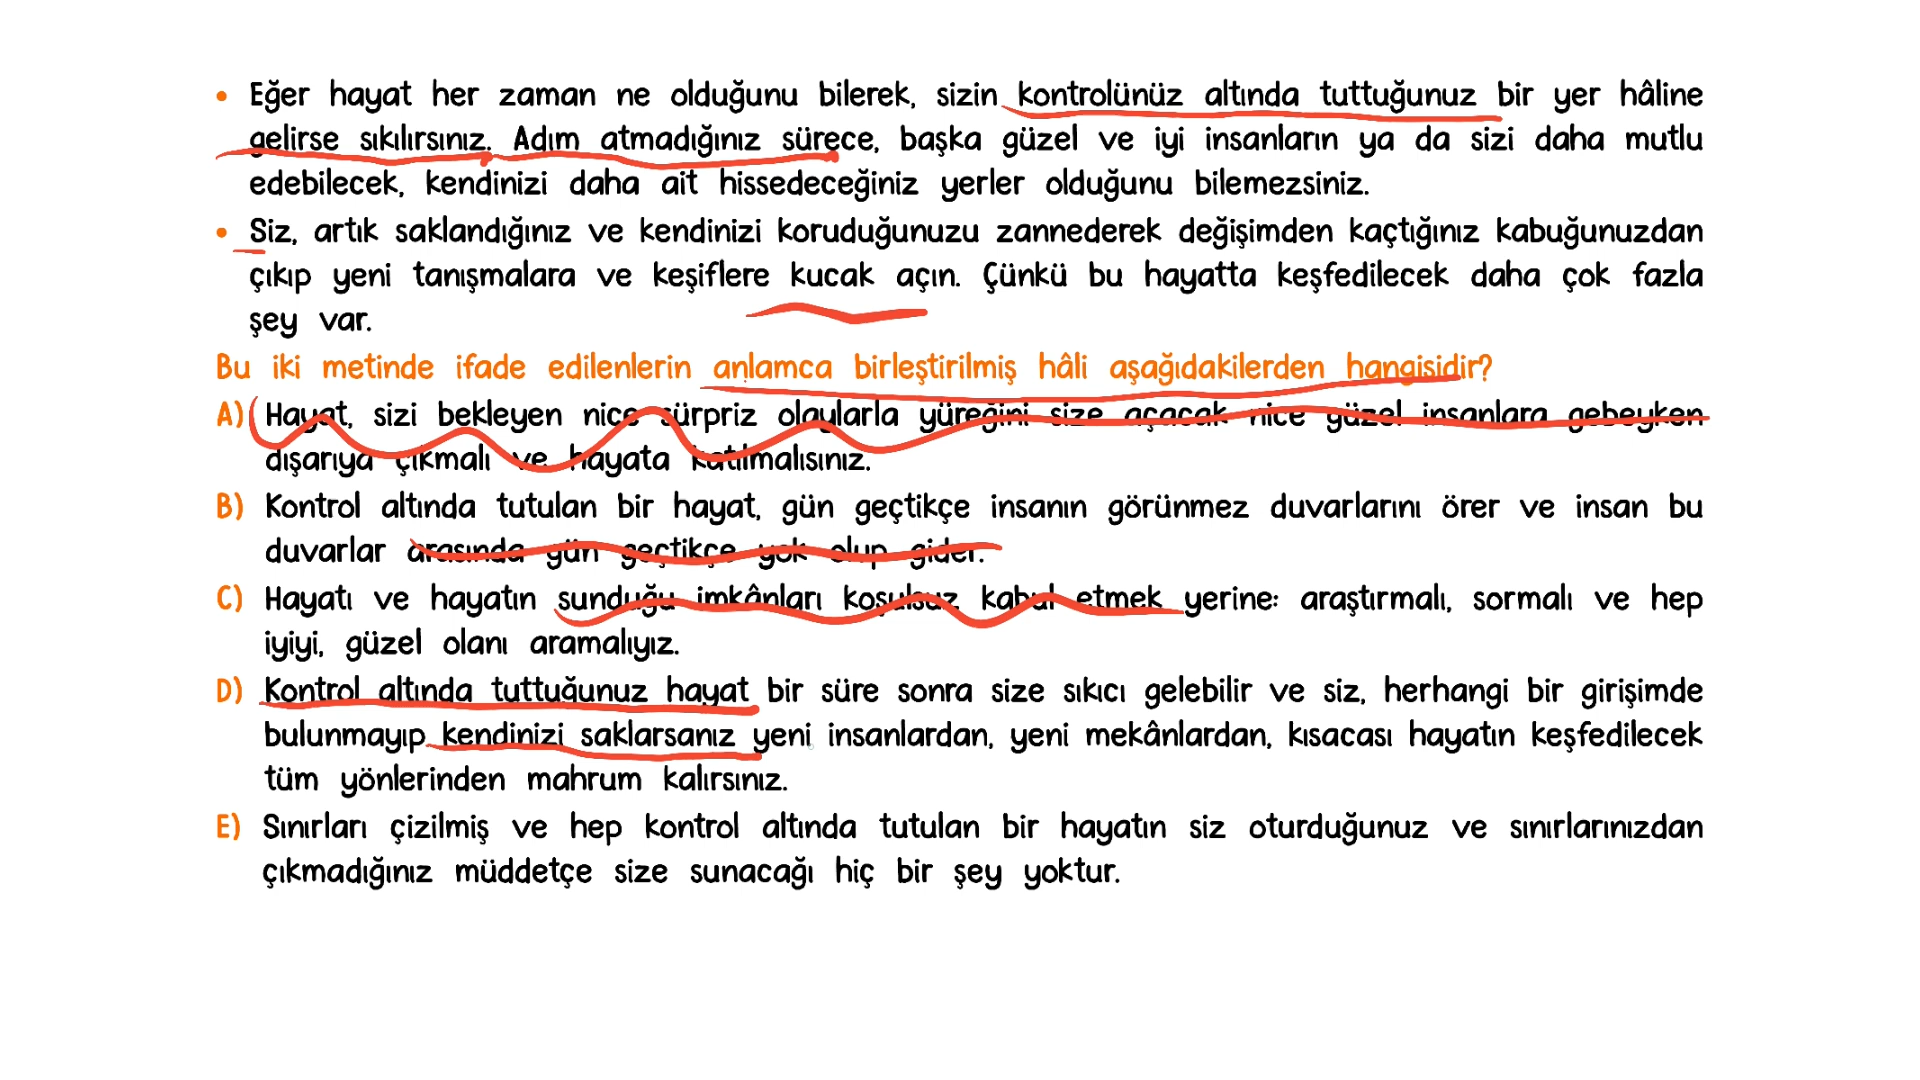 • Eğer hayat her zaman ne olduğunu bilerek, sizin kontrolünüz altında tuttuğunuz bir yer hâline
gelirse sıkılırsınız. Adım atmadığınız sürece, başka güzel ve iyi insanların ya da sizi daha mutlu
edebilecek, kendinizi daha ait hissedeceğiniz yerler olduğunu bilemezsiniz.
• Siz, artık saklandığınız ve kendinizi koruduğunuzu zannederek değişimden kaçtığınız kabuğunuzdan
çıkıp yeni tanışmalara ve keşiflere kucak açın. Çünkü bu hayatta keşfedilecek daha çok fazla
şey var.
Bu iki metinde ifade edilenlerin anlamca birleştirilmiş hâli aşağıdakilerden hangisidir?
A) Hayat, sizi bekleyen nice sürpriz olaylarla yüreğini size açacak nice güzel insanlara gebeyken
dışarıya çıkmalı ve hayata katılmalısınız.
B) Kontrol altında tutulan bir hayat, gün geçtikçe insanın görünmez duvarlarını örer ve insan bu
duvarlar arasında gün geçtikçe yok olup gider.
C) Hayatı ve hayatın sunduğu imkânları koşulsuz kabul etmek yerine; araştırmalı, sormalı ve hep
iyiyi, güzel olanı aramalıyız.
D) Kontrol altında tuttuğunuz hayat bir süre sonra size sıkıcı gelebilir ve siz, herhangi bir girişimde
bulunmayıp kendinizi saklarsanız yeni insanlardan, yeni mekânlardan, kısacası hayatın keşfedilecek
tüm yönlerinden mahrum kalırsınız.
E) Sınırları çizilmiş ve hep kontrol altında tutulan bir hayatın siz oturduğunuz ve sınırlarınızdan
çıkmadığınız müddetçe size sunacağı hiç bir şey yoktur.